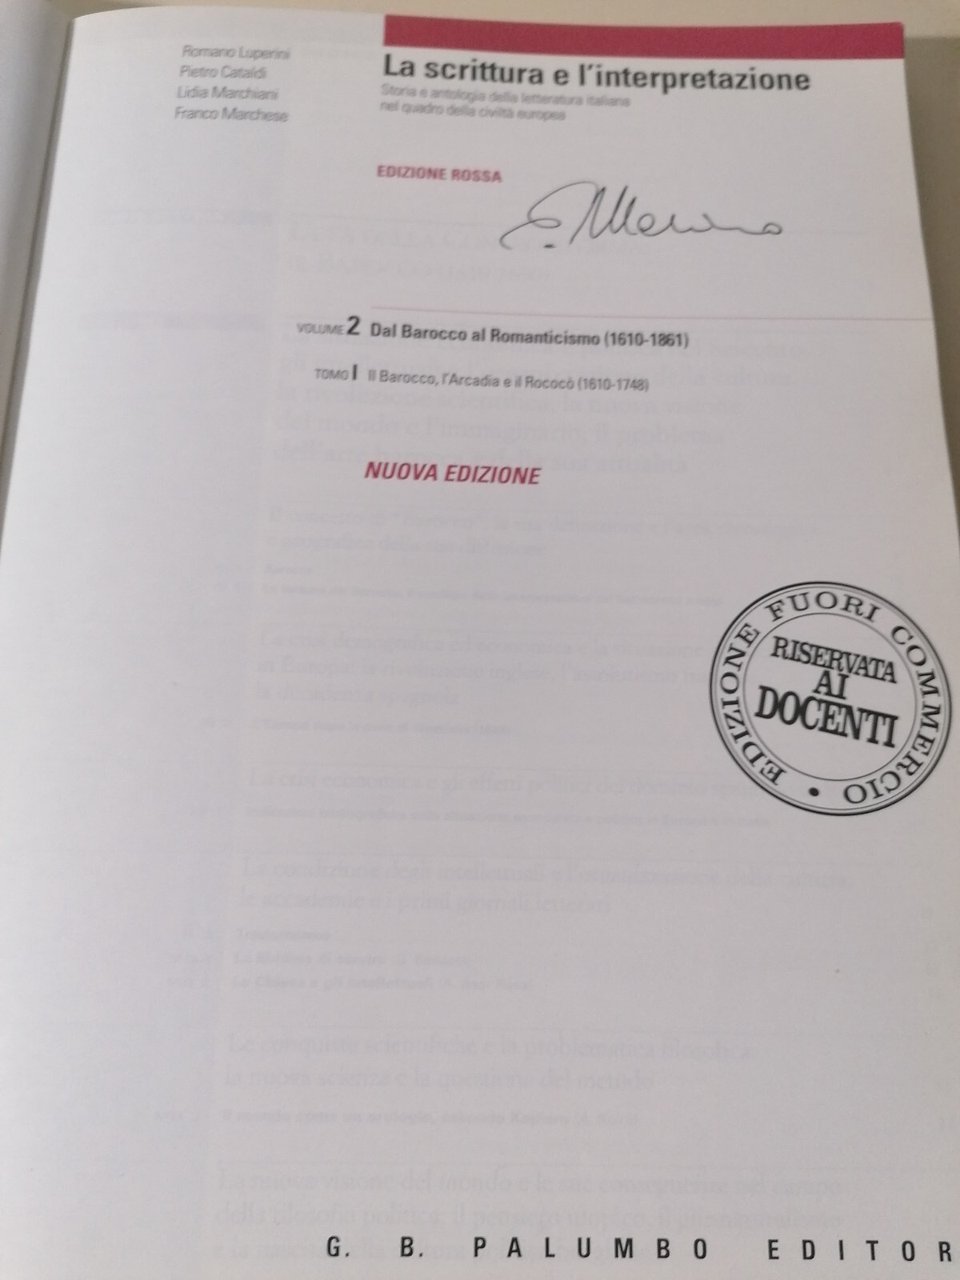 Romano Luperini
Pietro Cataldi
Lidia Marchiani
Franco Marchese
La scrittura e l'interpretazione
Storia e antologia della letteratura italiana
nel quadro della civiltà europea
EDIZIONE ROSSA
VOLUME 2 Dal Barocco al Romanticismo (1610-1861)
TOMO I Il Barocco, l'Arcadia e il Rococò (1610-1748)
NUOVA EDIZIONE
EDIZIONE FUORI COMMERCIO
RISERVATA
AI
DOCENTI
G. B. PALUMBO EDITOR